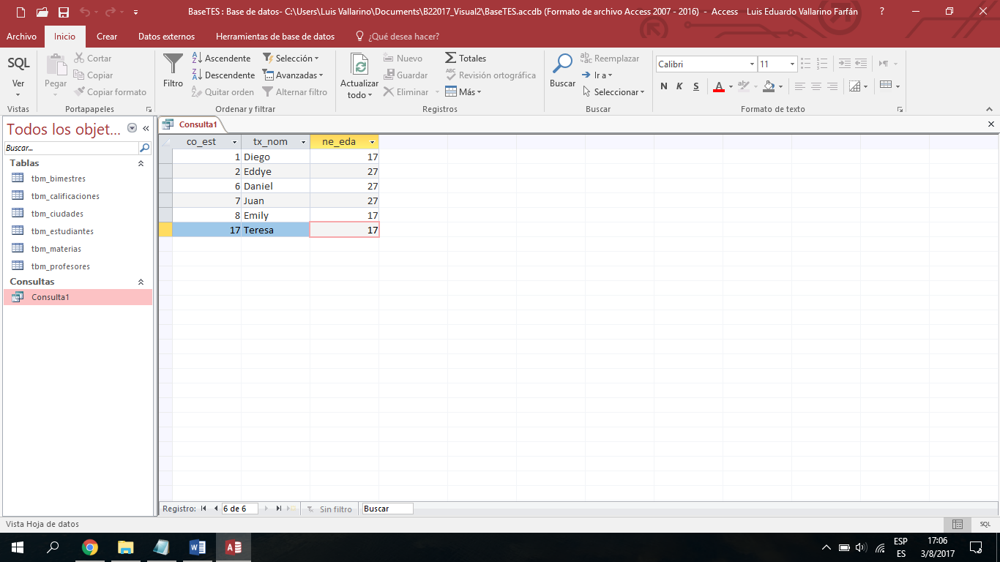 BaseTES : Base de datos- C:\Users\Luis Vallarino\Documents\B22017_Visual2\BaseTES.accdb (Formato de archivo Access 2007 - 2016) - Access Luis Eduardo Vallarino Farfán ?
Archivo Inicio Crear Datos externos Herramientas de base de datos ¿Qué desea hacer?
SQL
Ver
Vistas
Pegar
Cortar
Copiar
Copiar formato
Portapapeles
Filtro
Ascendente
Descendente
Quitar orden
Selección
Avanzadas
Alternar filtro
Ordenar y filtrar
Actualizar
todo
Nuevo
Guardar
Eliminar
Totales
Revisión ortográfica
Más
Registros
Buscar
Reemplazar
Ir a
Seleccionar
Buscar
Calibri 11
N K S A
Formato de texto
Todos los objet...
Buscar...
Tablas
tbm_bimestres
tbm_calificaciones
tbm_ciudades
tbm_estudiantes
tbm_materias
tbm_profesores
Consultas
Consulta1
Consulta1
co_est tx_nom ne_eda
1 Diego 17
2 Eddye 27
6 Daniel 27
7 Juan 27
8 Emily 17
17 Teresa 17
Registro: 6 de 6 Sin filtro Buscar
Vista Hoja de datos SQL
ESP
ES
17:06
3/8/2017